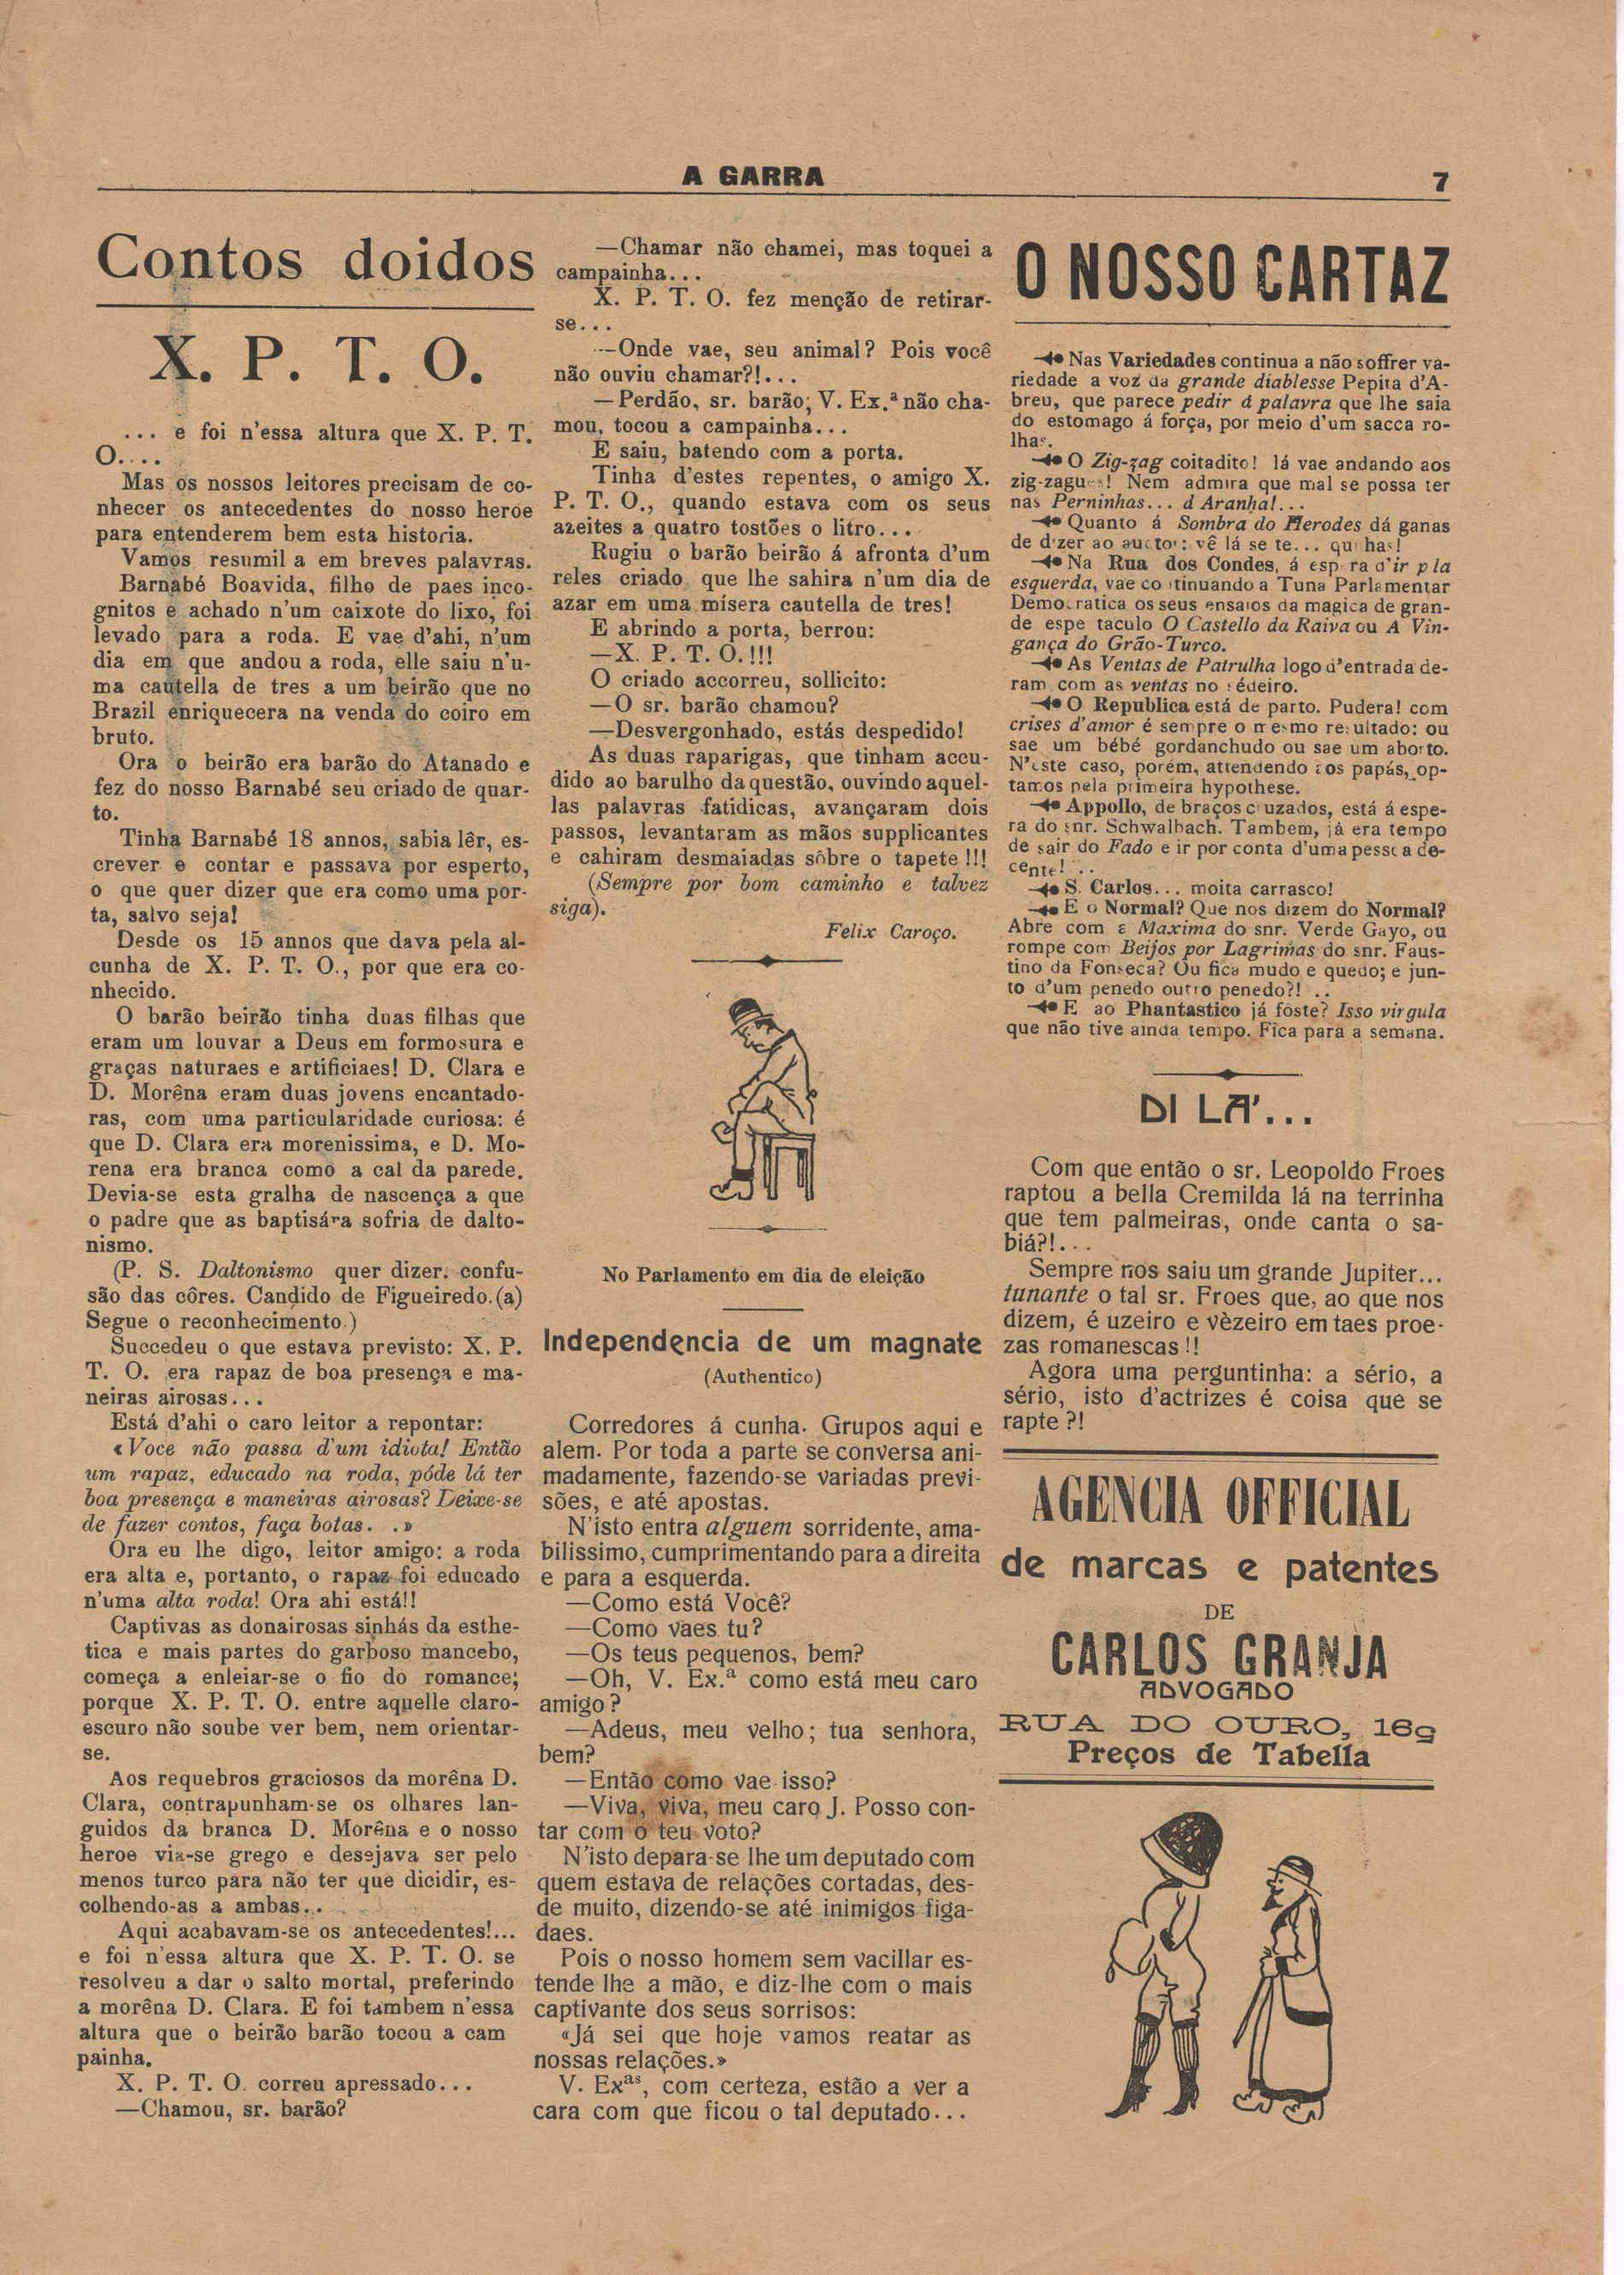 A GARRA
7
Contos doidos
X. P. T. O.
... e foi n'essa altura que X. P. T.
O....
Mas os nossos leitores precisam de co-
nhecer os antecedentes do nosso heroe
para entenderem bem esta historia.
Vamos resumil a em breves palavras.
Barnabé Boavida, filho de paes inco-
gnitos e achado n'um caixote do lixo, foi
levado para a roda. E vae d'ahi, n'um
dia em que andou a roda, elle saiu n'u-
ma cautella de tres a um beirão que no
Brazil enriquecera na venda do coiro em
bruto.
Ora o beirão era barão do Atanado e
fez do nosso Barnabé seu criado de quar-
to.
Tinha Barnabé 18 annos, sabia lêr, es-
crever e contar e passava por esperto,
o que quer dizer que era como uma por-
ta, salvo seja!
Desde os 15 annos que dava pela al-
cunha de X. P. T. O., por que era co-
nhecido.
O barão beirão tinha duas filhas que
eram um louvar a Deus em formosura e
graças naturaes e artificiaes! D. Clara e
D. Morêna eram duas jovens encantado-
ras, com uma particularidade curiosa: é
que D. Clara era morenissima, e D. Mo-
rena era branca como a cal da parede.
Devia-se esta gralha de nascença a que
o padre que as baptisára sofria de dalto-
nismo.
(P. S. Daltonismo quer dizer: confu-
são das côres. Candido de Figueiredo.(a)
Segue o reconhecimento.)
Succedeu o que estava previsto: X. P.
T. O. era rapaz de boa presença e ma-
neiras airosas...
Está d'ahi o caro leitor a repontar:
«Voce não passa d'um idiota! Então
um rapaz, educado na roda, póde lá ter
boa presença e maneiras airosas? Deixe-se
de fazer contos, faça botas. . .»
Ora eu lhe digo, leitor amigo: a roda
era alta e, portanto, o rapaz foi educado
n'uma alta roda! Ora ahi está!!
Captivas as donairosas sinhás da esthe-
tica e mais partes do garboso mancebo,
começa a enleiar-se o fio do romance;
porque X. P. T. O. entre aquelle claro-
escuro não soube ver bem, nem orientar-
se.
Aos requebros graciosos da morêna D.
Clara, contrapunham-se os olhares lan-
guidos da branca D. Morêna e o nosso
heroe via-se grego e desejava ser pelo
menos turco para não ter que dicidir, es-
colhendo-as a ambas...
Aqui acabavam-se os antecedentes!...
e foi n'essa altura que X. P. T. O. se
resolveu a dar o salto mortal, preferindo
a morêna D. Clara. E foi tambem n'essa
altura que o beirão barão tocou a cam
painha.
X. P. T. O. correu apressado...
—Chamou, sr. barão?
—Chamar não chamei, mas toquei a
campainha...
X. P. T. O. fez menção de retirar-
se...
—Onde vae, seu animal? Pois você
não ouviu chamar?!...
—Perdão, sr. barão; V. Ex.ª não cha-
mou, tocou a campainha...
E saiu, batendo com a porta.
Tinha d'estes repentes, o amigo X.
P. T. O., quando estava com os seus
azeites a quatro tostões o litro...
Rugiu o barão beirão á afronta d'um
reles criado que lhe sahira n'um dia de
azar em uma mísera cautella de tres!
E abrindo a porta, berrou:
—X. P. T. O.!!!
O criado accorreu, sollicito:
—O sr. barão chamou?
—Desvergonhado, estás despedido!
As duas raparigas, que tinham accu-
dido ao barulho da questão, ouvindo aquel-
las palavras fatidicas, avançaram dois
passos, levantaram as mãos supplicantes
e cahiram desmaiadas sôbre o tapete!!!
(Sempre por bom caminho e talvez
siga).
Felix Caroço.
No Parlamento em dia de eleição
Independencia de um magnate
(Authentico)
Corredores á cunha. Grupos aqui e
alem. Por toda a parte se conversa ani-
madamente, fazendo-se variadas previ-
sões, e até apostas.
N'isto entra alguem sorridente, ama-
bilissimo, cumprimentando para a direita
e para a esquerda.
—Como está Você?
—Como vaes tu?
—Os teus pequenos, bem?
—Oh, V. Ex.ª como está meu caro
amigo?
—Adeus, meu velho; tua senhora,
bem?
—Então como vae isso?
—Viva, viva, meu caro J. Posso con-
tar com o teu voto?
N'isto depara-se lhe um deputado com
quem estava de relações cortadas, des-
de muito, dizendo-se até inimigos figa-
daes.
Pois o nosso homem sem vacillar es-
tende lhe a mão, e diz-lhe com o mais
captivante dos seus sorrisos:
«Já sei que hoje vamos reatar as
nossas relações.»
V. Exas, com certeza, estão a ver a
cara com que ficou o tal deputado...
O NOSSO CARTAZ
Nas Variedades continua a não soffrer va-
riedade a voz da grande diablesse Pepita d'A-
breu, que parece pedir á palavra que lhe saia
do estomago á força, por meio d'um sacca ro-
lhas.
O Zig-zag coitadito! lá vae andando aos
zig-zagues! Nem admira que mal se possa ter
nas Perninhas... d Aranha!...
Quanto á Sombra do Herodes dá ganas
de dizer ao auctor: vê lá se te...
Na Rua dos Condes, á espera d'ir p la
esquerda, vae continuando a Tuna Parlamentar
Democratica os seus ensaios da magica de gran-
de espe taculo O Castello da Raiva ou A Vin-
gança do Grão-Turco.
As Ventas de Patrulha logo d'entrada de-
ram com as ventas no sédeiro.
O Republica está de parto. Pudera! com
crises d'amor é sempre o mesmo resultado: ou
sae um bébé gordanchudo ou sae um aborto.
N'este caso, porém, attendendo aos papás, op-
tamos pela primeira hypothese.
Appollo, de braços cruzados, está á espe-
ra do snr. Schwalbach. Tambem, já era tempo
de sair do Fado e ir por conta d'uma pessoa de-
cente!...
S. Carlos... moita carrasco!
E o Normal? Que nos dizem do Normal?
Abre com a Maxima do snr. Verde Gayo, ou
rompe com Beijos por Lagrimas do snr. Faus-
tino da Fonseca? Ou fica mudo e quedo; e jun-
to d'um penedo outro penedo?!...
E ao Phantastico já foste? Isso virgula
que não tive ainda tempo. Fica para a semana.
DI LA'...
Com que então o sr. Leopoldo Froes
raptou a bella Cremilda lá na terrinha
que tem palmeiras, onde canta o sa-
biá?!...
Sempre nos saiu um grande Jupiter...
tunante o tal sr. Froes que, ao que nos
dizem, é uzeiro e vèzeiro em taes proe-
zas romanescas!!
Agora uma perguntinha: a sério, a
sério, isto d'actrizes é coisa que se
rapte?!
AGENCIA OFFICIAL
de marcas e patentes
DE
CARLOS GRANJA
ADVOGADO
RUA DO OURO, 169
Preços de Tabella